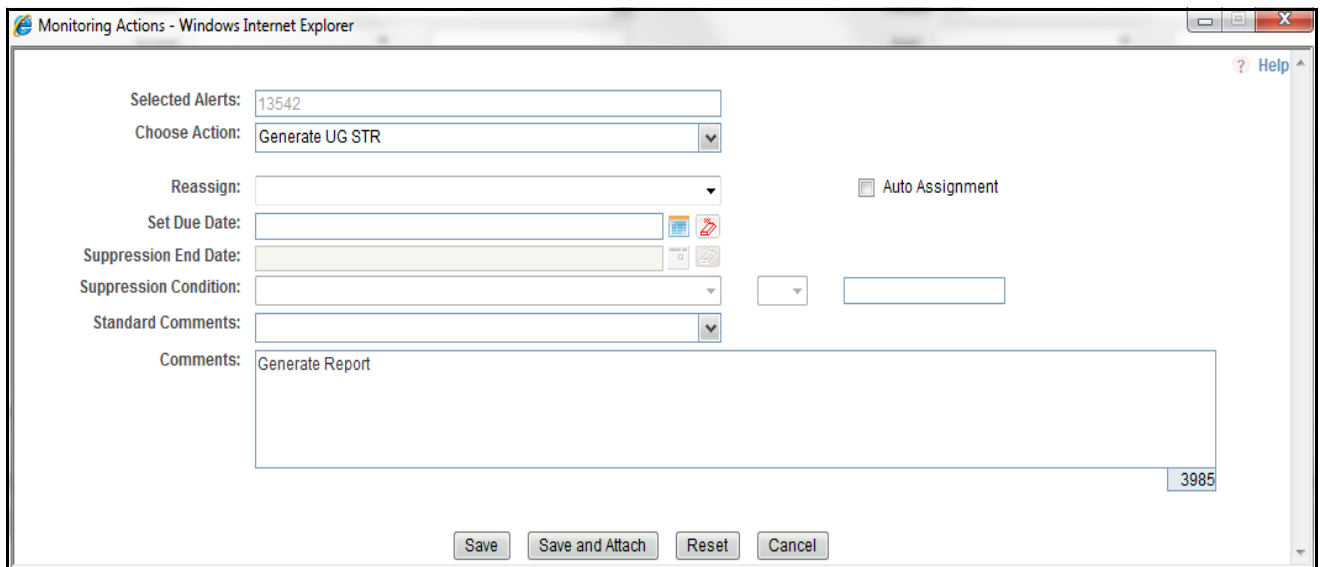 Monitoring Actions - Windows Internet Explorer
? Help
Selected Alerts: 13542
Choose Action: Generate UG STR
Reassign: Auto Assignment
Set Due Date:
Suppression End Date:
Suppression Condition:
Standard Comments:
Comments: Generate Report
3985
Save Save and Attach Reset Cancel